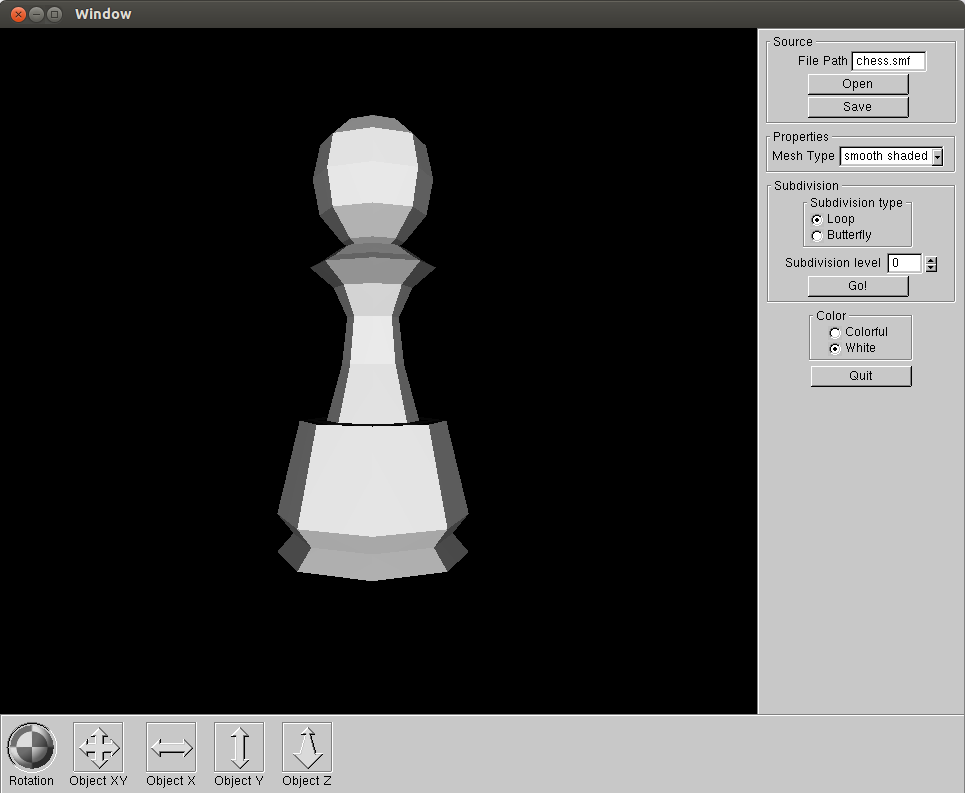 Window
Source
File Path chess.smf
Open
Save
Properties
Mesh Type smooth shaded
Subdivision
Subdivision type
Loop
Butterfly
Subdivision level 0
Go!
Color
Colorful
White
Quit
Rotation Object XY Object X Object Y Object Z